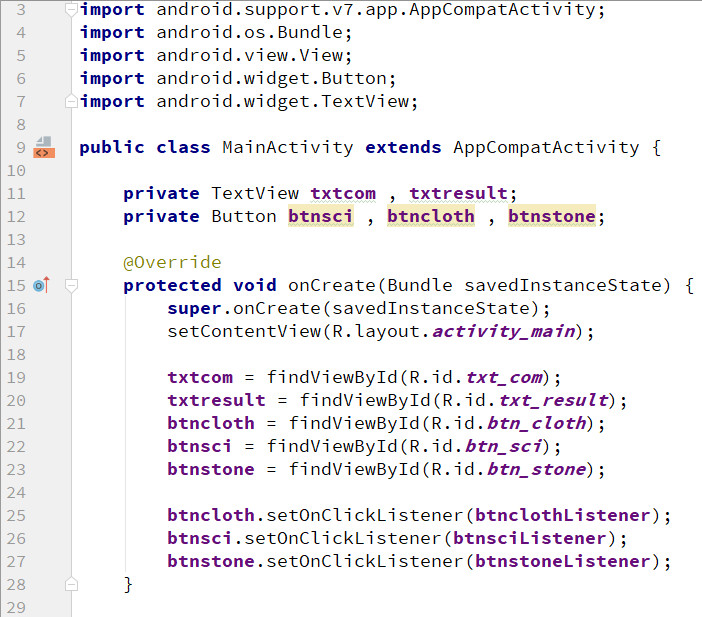 3 import android.support.v7.app.AppCompatActivity;
4 import android.os.Bundle;
5 import android.view.View;
6 import android.widget.Button;
7 import android.widget.TextView;
8
9 public class MainActivity extends AppCompatActivity {
10
11 private TextView txtcom , txtresult;
12 private Button btnsci , btncloth , btnstone;
13
14 @Override
15 protected void onCreate(Bundle savedInstanceState) {
16 super.onCreate(savedInstanceState);
17 setContentView(R.layout.activity_main);
18
19 txtcom = findViewById(R.id.txt_com);
20 txtresult = findViewById(R.id.txt_result);
21 btncloth = findViewById(R.id.btn_cloth);
22 btnsci = findViewById(R.id.btn_sci);
23 btnstone = findViewById(R.id.btn_stone);
24
25 btncloth.setOnClickListener(btnclothListener);
26 btnsci.setOnClickListener(btnsciListener);
27 btnstone.setOnClickListener(btnstoneListener);
28 }
29